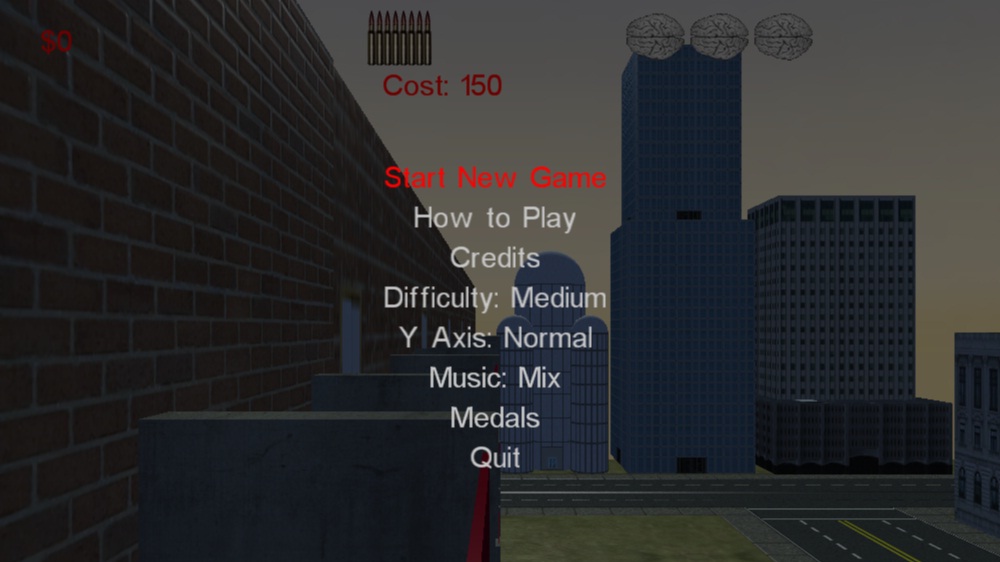 $0
Cost: 150
Start New Game
How to Play
Credits
Difficulty: Medium
Y Axis: Normal
Music: Mix
Medals
Quit